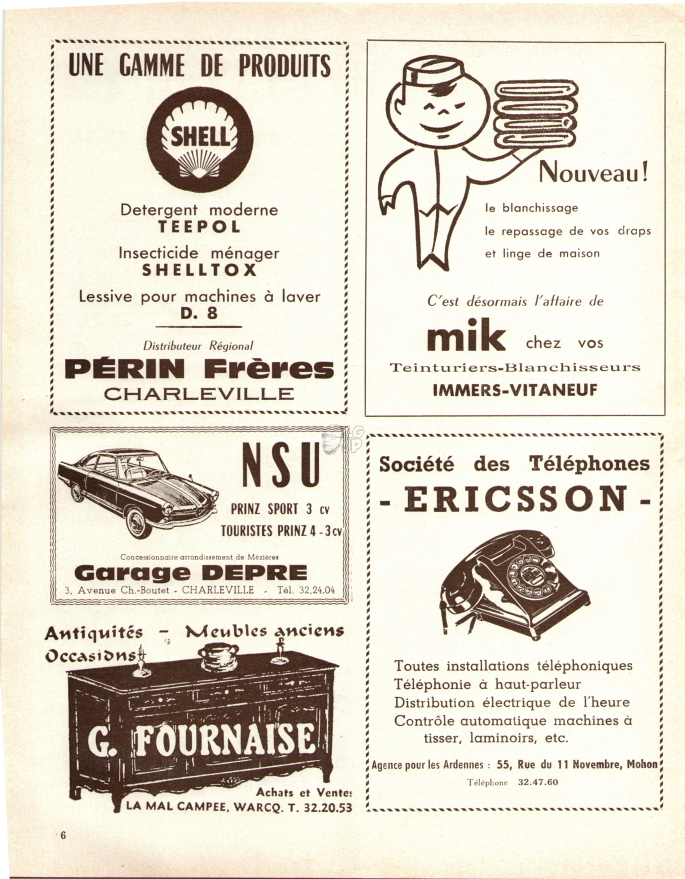 UNE GAMME DE PRODUITS
SHELL
Detergent moderne
TEEPOL
Insecticide ménager
SHELLTOX
Lessive pour machines à laver
D. 8
Distributeur Régional
PÉRIN Frères
CHARLEVILLE
Nouveau!
le blanchissage
le repassage de vos draps
et linge de maison
C'est désormais l'affaire de
mik chez vos
Teinturiers-Blanchisseurs
IMMERS-VITANEUF
NSU
PRINZ SPORT 3 cv
TOURISTES PRINZ 4 - 3 cv
Concessionnaire arrondissement de Mézières
Garage DEPRE
3, Avenue Ch.-Boutet - CHARLEVILLE - Tél. 32,24.04
Société des Téléphones
- ERICSSON -
Toutes installations téléphoniques
Téléphonie à haut-parleur
Distribution électrique de l'heure
Contrôle automatique machines à
tisser, laminoirs, etc.
Agence pour les Ardennes : 55, Rue du 11 Novembre, Mohon
Téléphone 32.47.60
Antiquités - Meubles anciens
Occasions
G. FOURNAISE
Achats et Ventes
LA MAL CAMPEE, WARCQ. T. 32.20.53
6